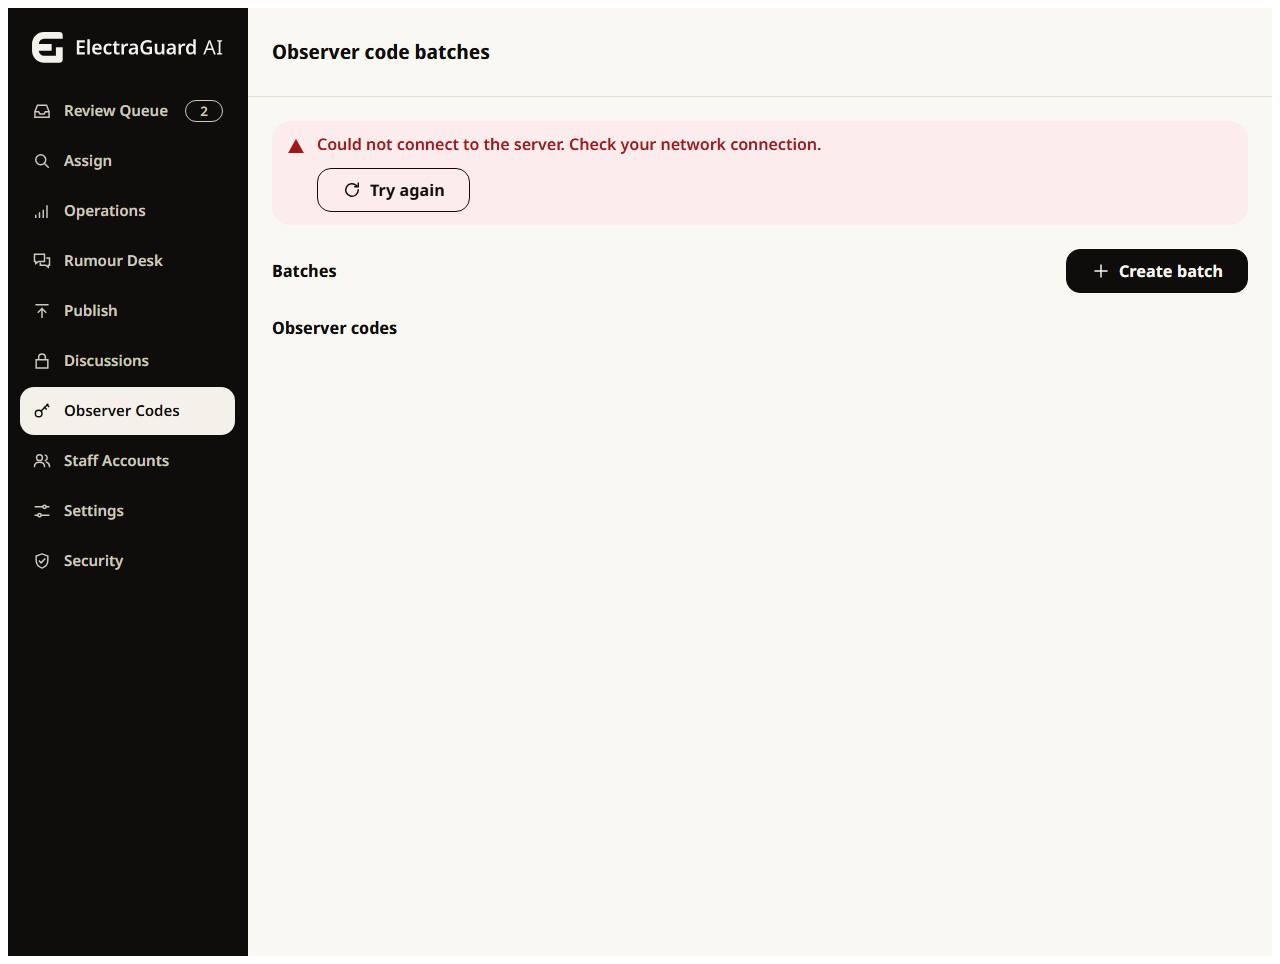 ElectraGuard AI
Observer code batches
Review Queue 2
Assign
Operations
Rumour Desk
Publish
Discussions
Observer Codes
Staff Accounts
Settings
Security
Could not connect to the server. Check your network connection.
Try again
Batches
Create batch
Observer codes